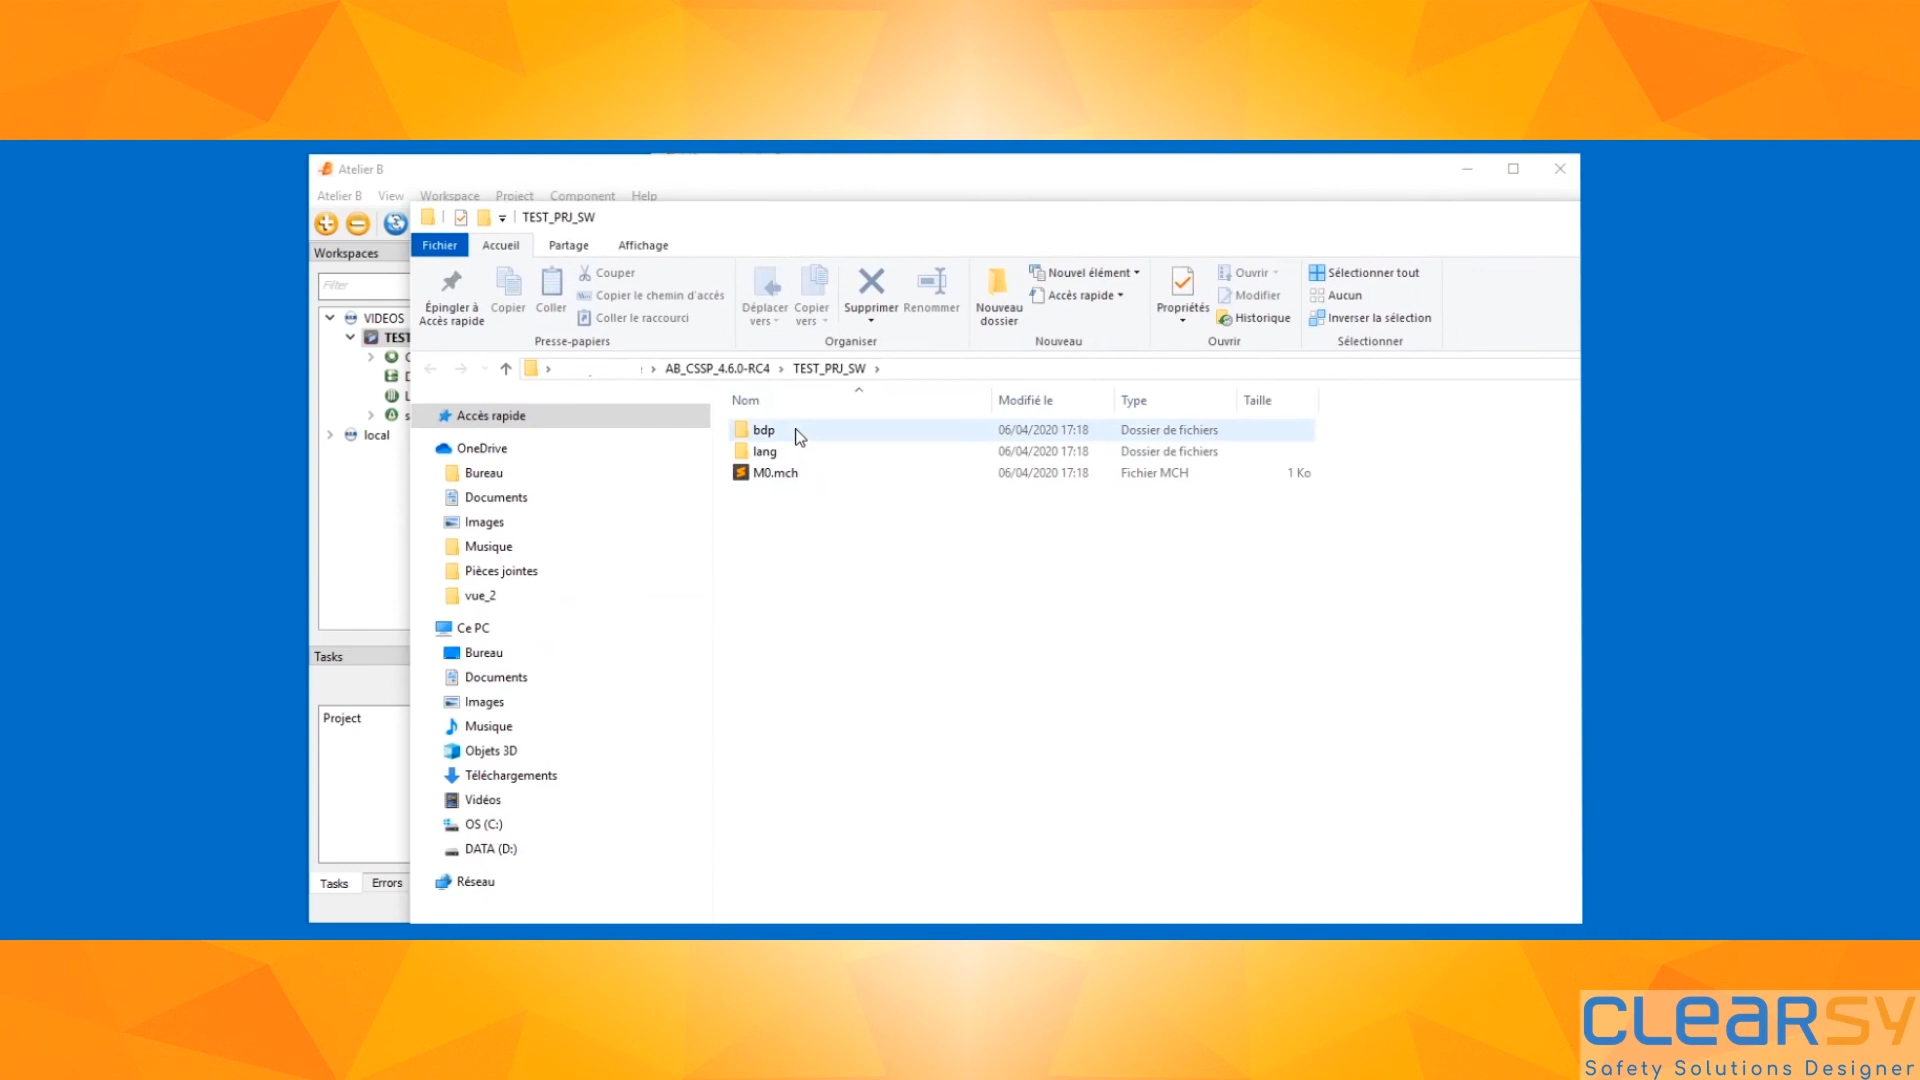 Atelier B
Atelier B View Workspace Project Component Help
TEST_PRJ_SW
Workspaces
Fichier Accueil Partage Affichage
Filter
VIDEOS
TEST
local
Épingler à Accès rapide
Copier
Coller
Couper
Copier le chemin d'accès
Coller le raccourci
Presse-papiers
Déplacer vers
Copier vers
Supprimer
Renommer
Organiser
Nouveau dossier
Nouvel élément
Accès rapide
Nouveau
Propriétés
Ouvrir
Modifier
Historique
Ouvrir
Sélectionner tout
Aucun
Inverser la sélection
Sélectionner
AB_CSSP_4.6.0-RC4 > TEST_PRJ_SW >
Nom Modifié le Type Taille
bdp 06/04/2020 17:18 Dossier de fichiers
lang 06/04/2020 17:18 Dossier de fichiers
M0.mch 06/04/2020 17:18 Fichier MCH 1 Ko
Accès rapide
OneDrive
Bureau
Documents
Images
Musique
Pièces jointes
vue_2
Ce PC
Bureau
Documents
Images
Musique
Objets 3D
Téléchargements
Vidéos
OS (C:)
DATA (D:)
Réseau
Tasks
Project
Tasks Errors
CLEARSY
Safety Solutions Designer